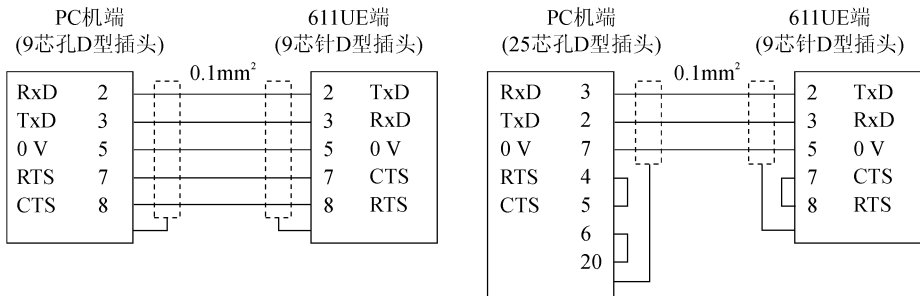 PC机端
(9芯孔D型插头)
611UE端
(9芯针D型插头)
0.1mm²
RxD 2
TxD 3
0 V 5
RTS 7
CTS 8
2 TxD
3 RxD
5 0 V
7 CTS
8 RTS
PC机端
(25芯孔D型插头)
611UE端
(9芯针D型插头)
0.1mm²
RxD 3
TxD 2
0 V 7
RTS 4
CTS 5
6
20
2 TxD
3 RxD
5 0 V
7 CTS
8 RTS